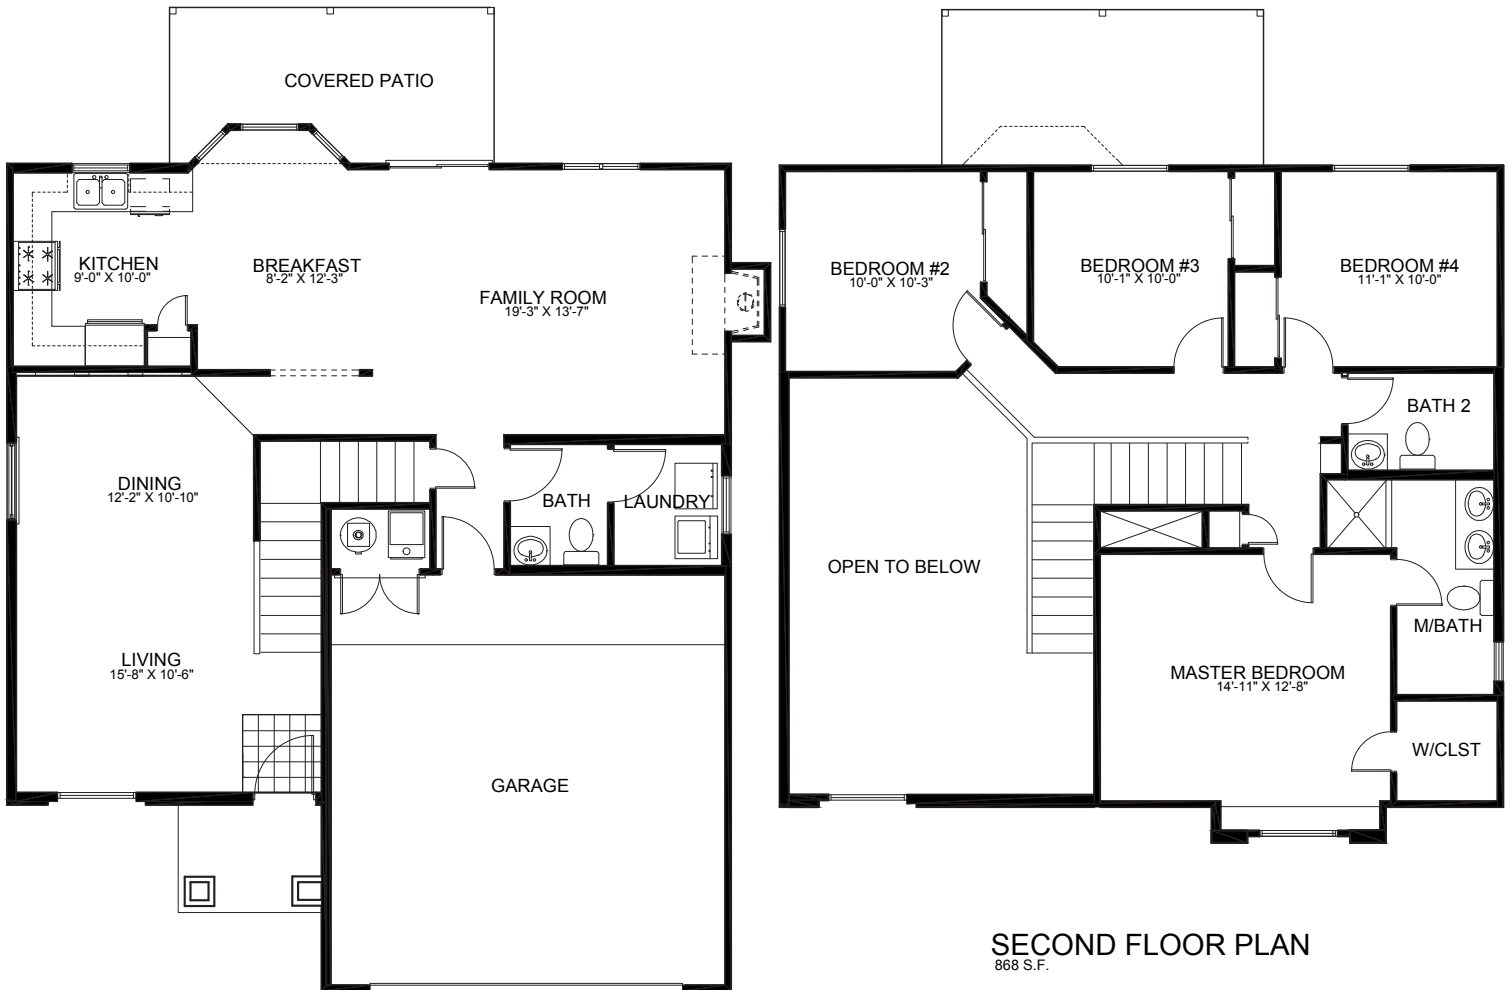 COVERED PATIO
KITCHEN
9'-0" X 10'-0"
BREAKFAST
8'-2" X 12'-3"
FAMILY ROOM
19'-3" X 13'-7"
DINING
12'-2" X 10'-10"
BATH
LAUNDRY
LIVING
15'-8" X 10'-6"
GARAGE
BEDROOM #2
10'-0" X 10'-3"
BEDROOM #3
10'-1" X 10'-0"
BEDROOM #4
11'-1" X 10'-0"
BATH 2
OPEN TO BELOW
M/BATH
MASTER BEDROOM
14'-11" X 12'-8"
W/CLST
SECOND FLOOR PLAN
868 S.F.